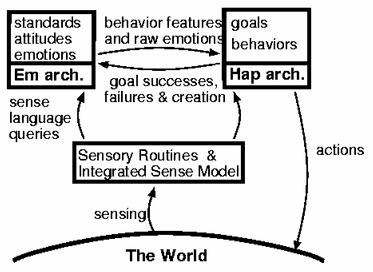 standards
attitudes
emotions
Em arch.
behavior features
and raw emotions
goals
behaviors
Hap arch.
goal successes,
failures & creation
sense
language
queries
Sensory Routines &
Integrated Sense Model
actions
sensing
The World